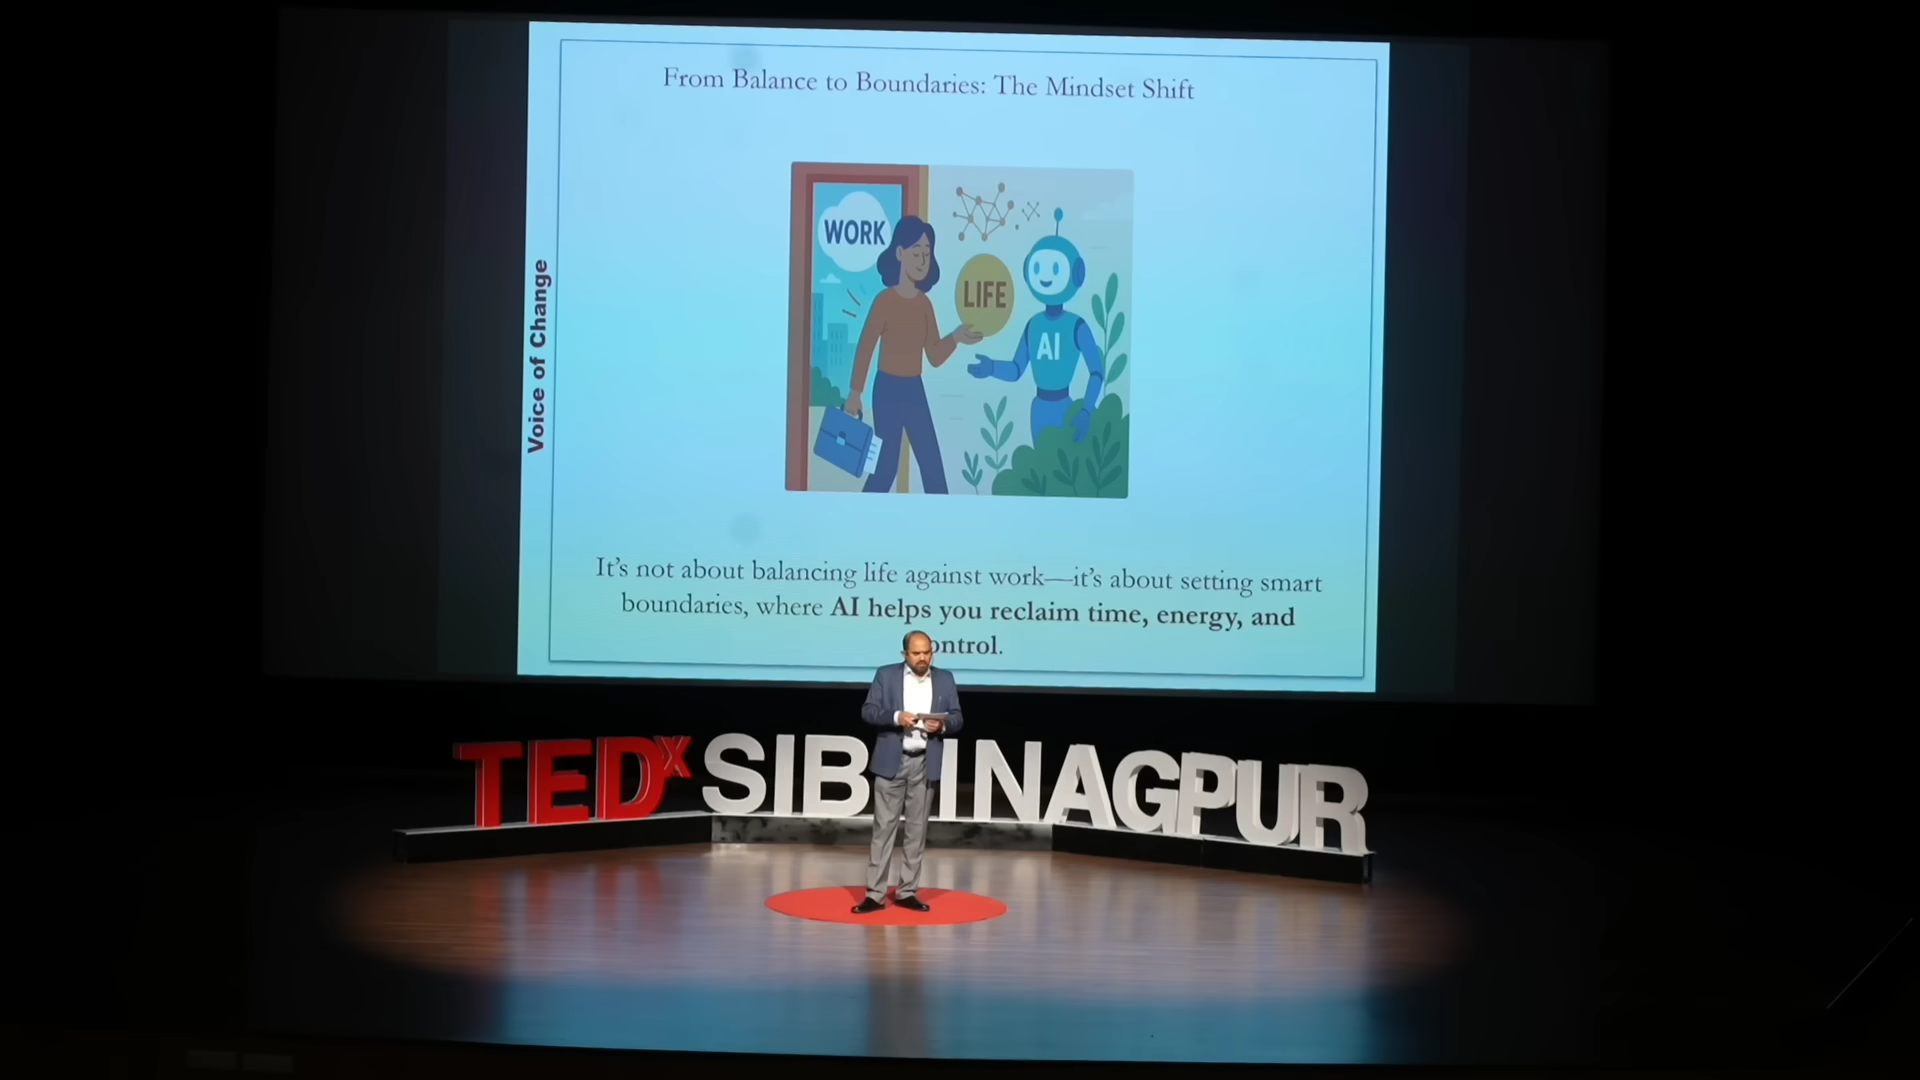 From Balance to Boundaries: The Mindset Shift
WORK
LIFE
AI
Voice of Change
It's not about balancing life against work—it's about setting smart
boundaries, where AI helps you reclaim time, energy, and
ontrol.
TEDx SIB INAGPUR